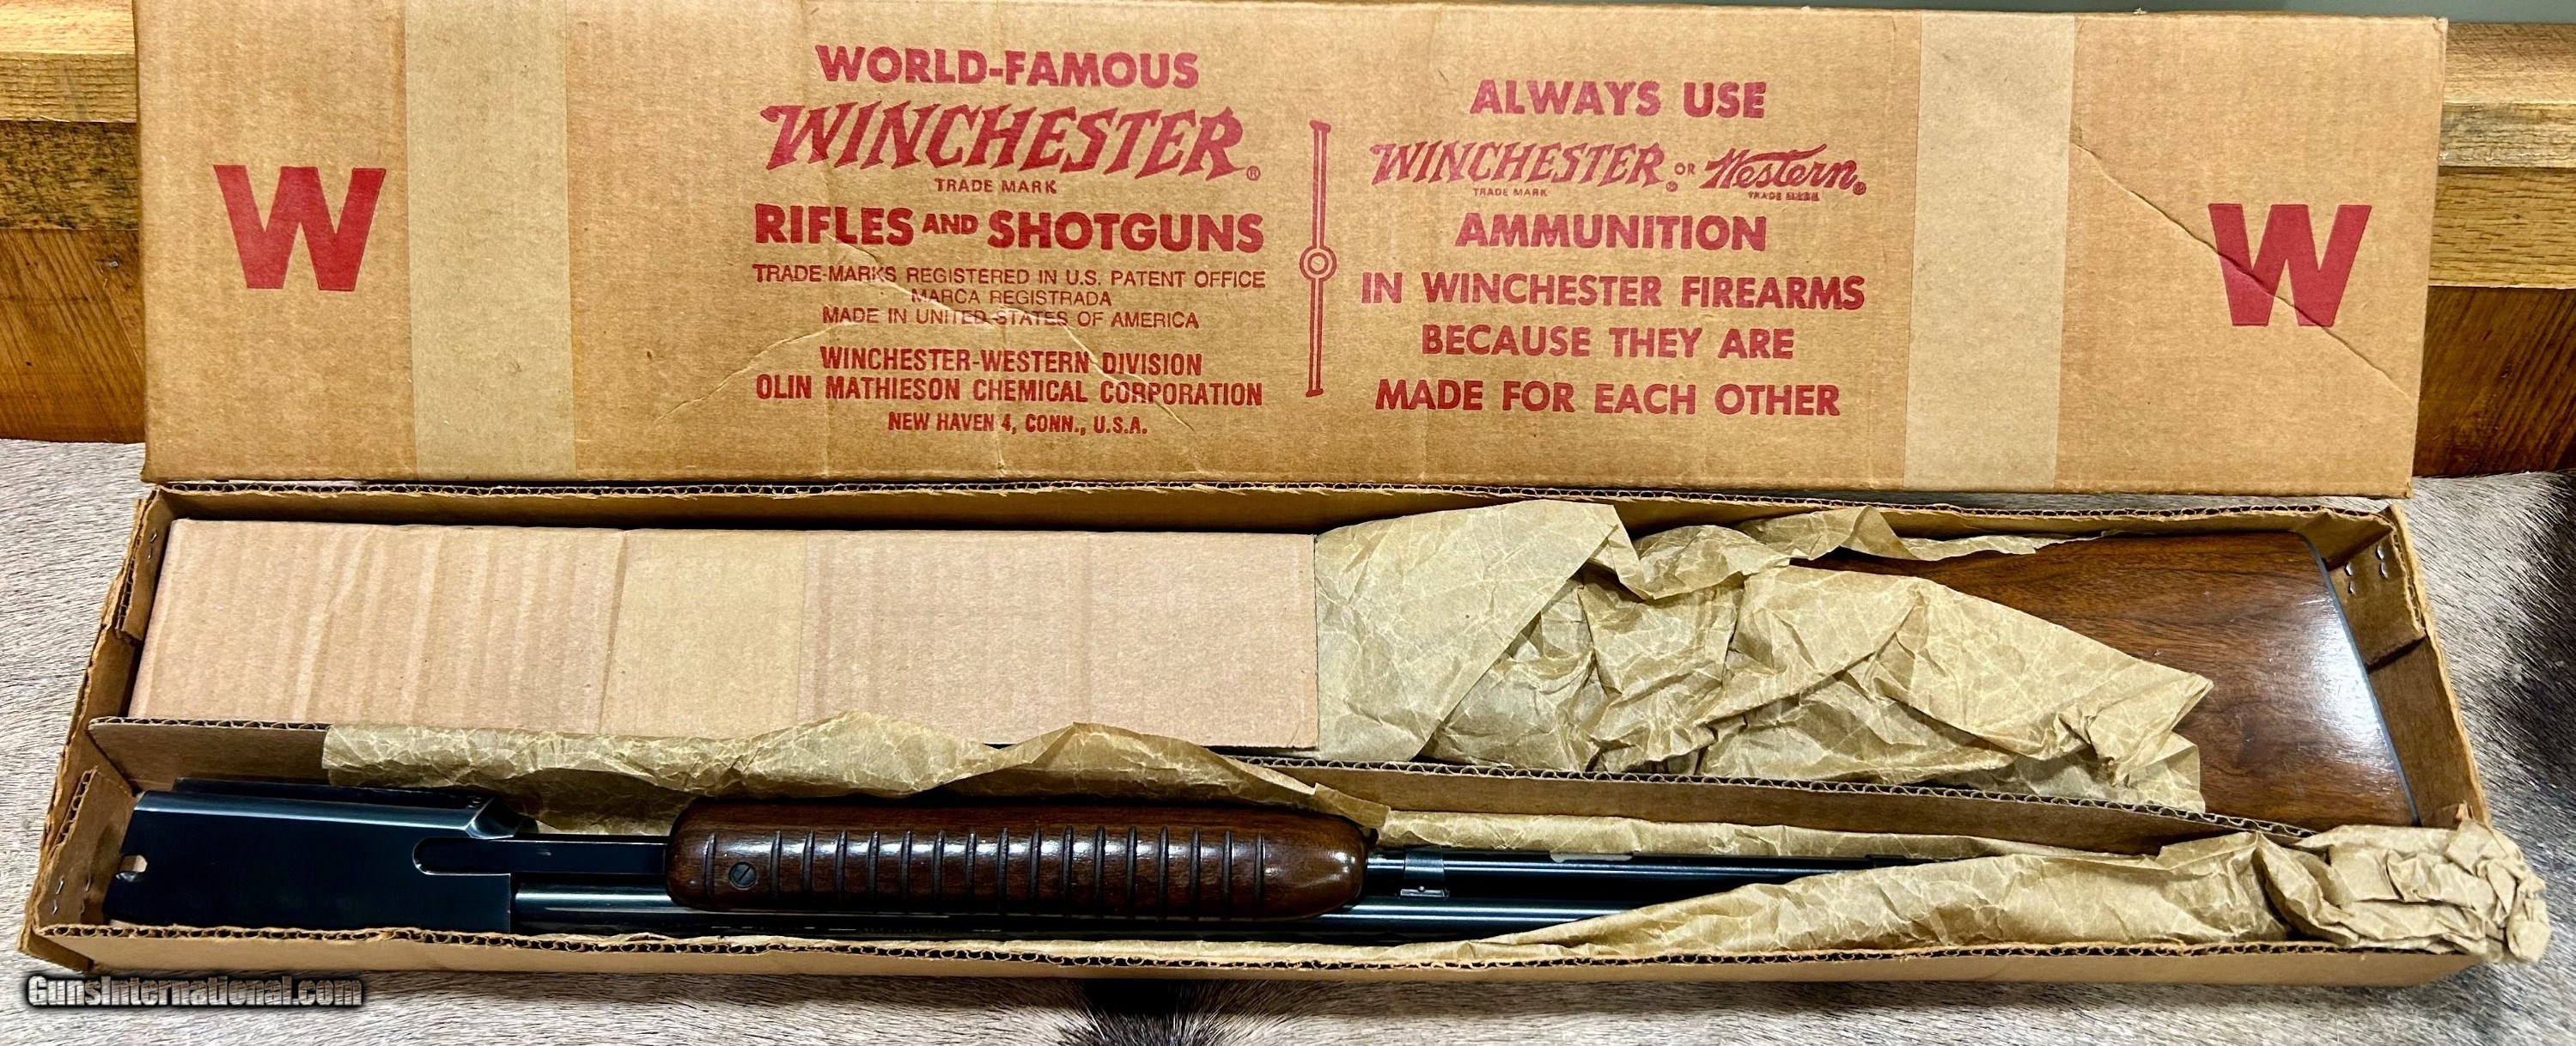 W
WORLD-FAMOUS
WINCHESTER®
TRADE MARK
RIFLES AND SHOTGUNS
TRADE-MARKS REGISTERED IN U.S. PATENT OFFICE
MARCA REGISTRADA
MADE IN UNITED STATES OF AMERICA
WINCHESTER-WESTERN DIVISION
OLIN MATHIESON CHEMICAL CORPORATION
NEW HAVEN 4, CONN., U.S.A.
ALWAYS USE
WINCHESTER® OR Western®
TRADE MARK TRADE MARK
AMMUNITION
IN WINCHESTER FIREARMS
BECAUSE THEY ARE
MADE FOR EACH OTHER
W
GunsInternational.com